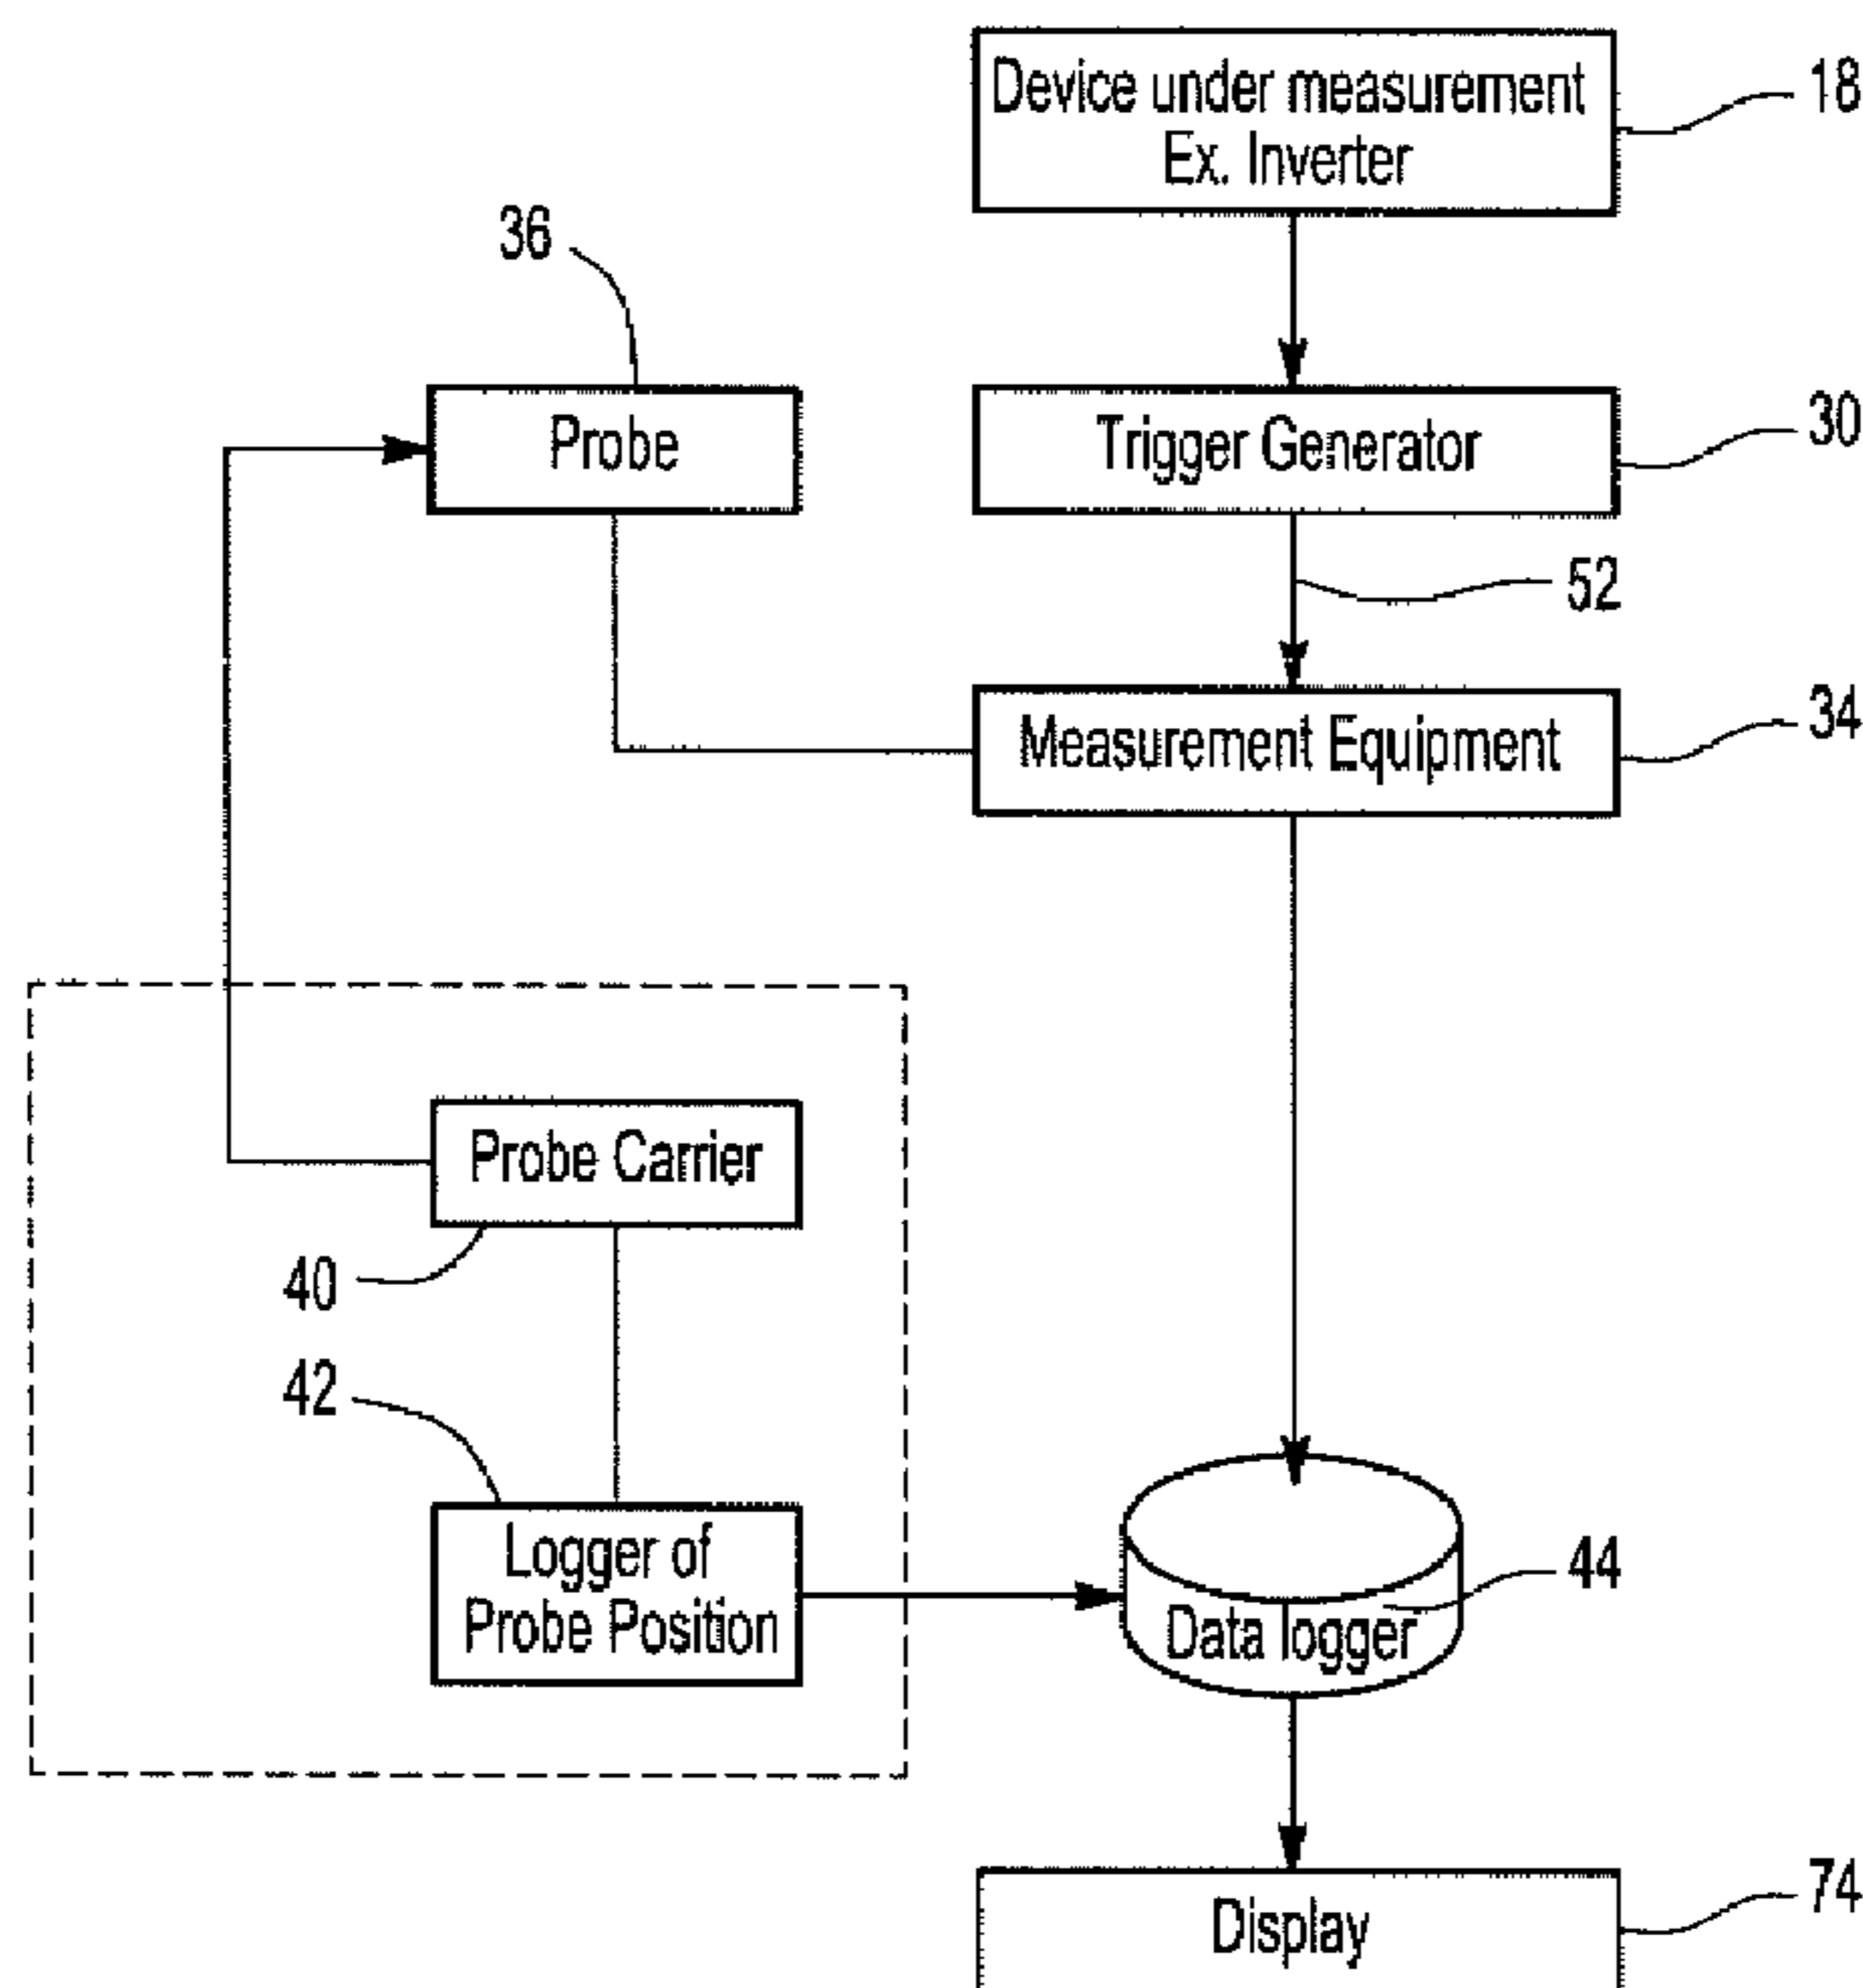 Device under measurement
Ex. Inverter
18
36
Probe
Trigger Generator
30
52
Measurement Equipment
34
Probe Carrier
40
42
Logger of
Probe Position
Data logger
44
Display
74